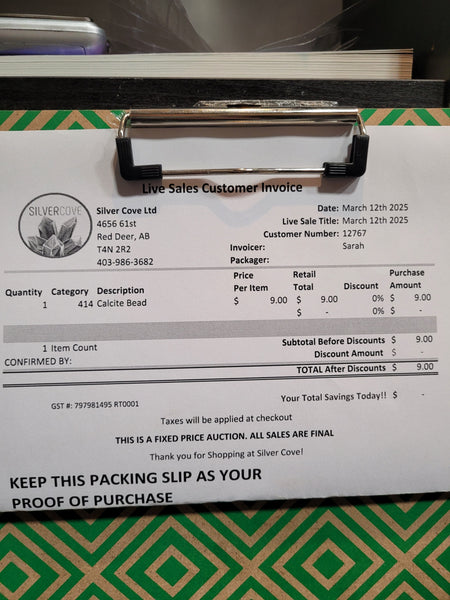 Live Sales Customer Invoice
SILVERCOVE
Silver Cove Ltd
4656 61st
Red Deer, AB
T4N 2R2
403-986-3682
Date: March 12th 2025
Live Sale Title: March 12th 2025
Customer Number: 12767
Invoicer: Sarah
Packager:
Quantity Category Description Price Per Item Retail Total Discount Purchase Amount
1 414 Calcite Bead $ 9.00 $ 9.00 0% $ 9.00
$ - 0% $ -
1 Item Count
Subtotal Before Discounts $ 9.00
Discount Amount $ -
CONFIRMED BY:
TOTAL After Discounts $ 9.00
GST #: 797981495 RT0001
Your Total Savings Today!! $ -
Taxes will be applied at checkout
THIS IS A FIXED PRICE AUCTION. ALL SALES ARE FINAL
Thank you for Shopping at Silver Cove!
KEEP THIS PACKING SLIP AS YOUR
PROOF OF PURCHASE